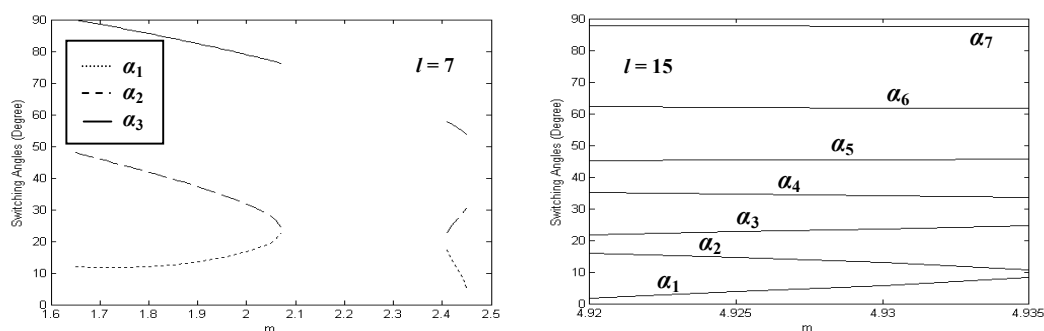 Switching Angles (Degree)
90
80
70
60
50
40
30
20
10
0
α1
α2
α3
l = 7
1.6 1.7 1.8 1.9 2 2.1 2.2 2.3 2.4 2.5
m
Switching Angles (Degree)
90
80
70
60
50
40
30
20
10
0
l = 15
α7
α6
α5
α4
α3
α2
α1
4.92 4.925 4.93 4.935
m